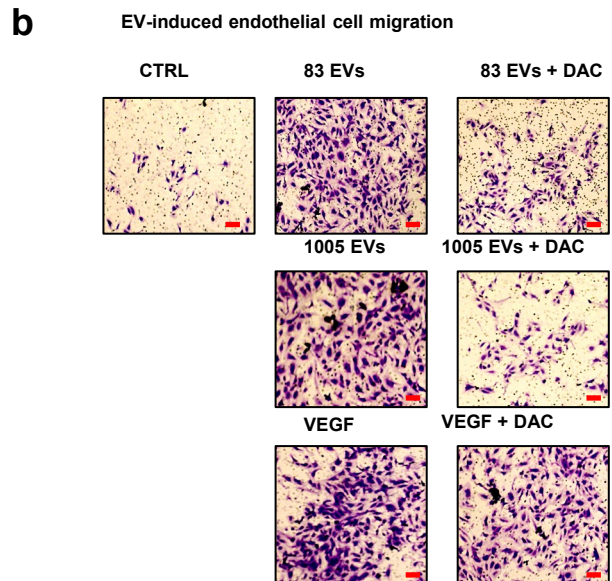 b
EV-induced endothelial cell migration
CTRL
83 EVs
83 EVs + DAC
1005 EVs
1005 EVs + DAC
VEGF
VEGF + DAC